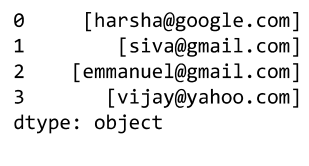 0 [harsha@google.com]
1 [siva@gmail.com]
2 [emmanuel@gmail.com]
3 [vijay@yahoo.com]
dtype: object